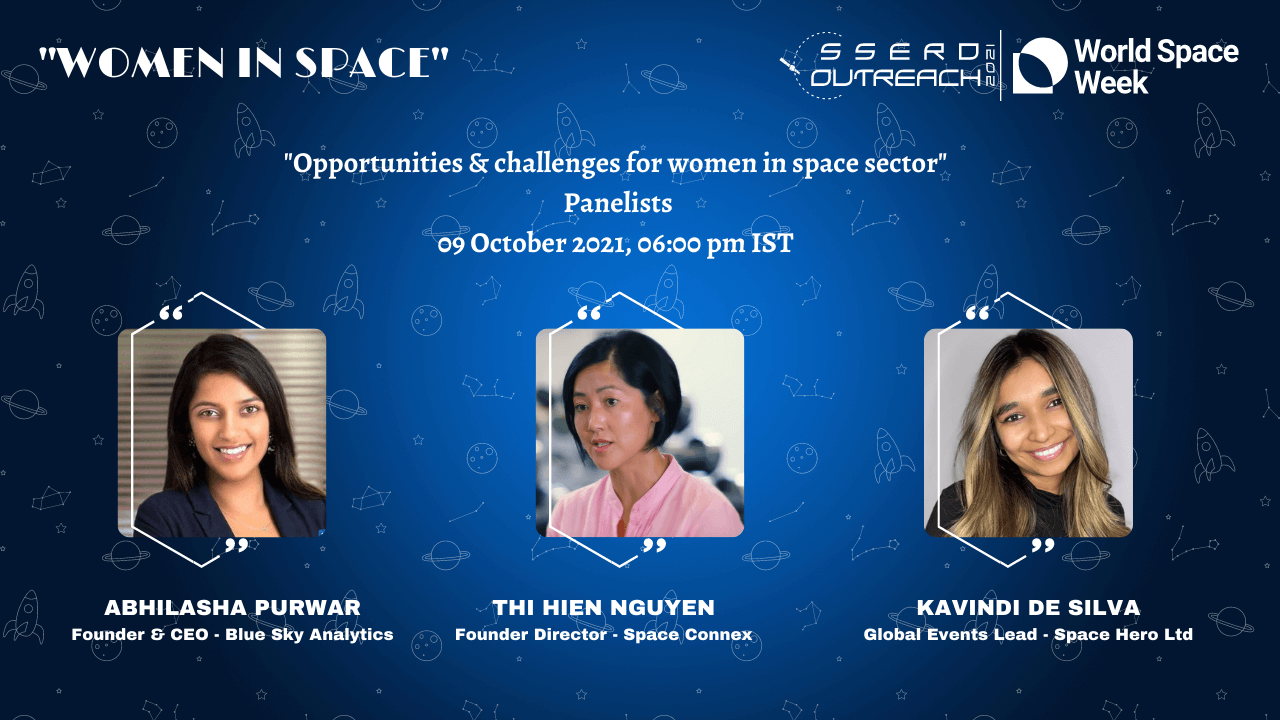 "WOMEN IN SPACE"
SSERD
OUTREACH 2021
World Space
Week
"Opportunities & challenges for women in space sector"
Panelists
09 October 2021, 06:00 pm IST
ABHILASHA PURWAR
Founder & CEO - Blue Sky Analytics
THI HIEN NGUYEN
Founder Director - Space Connex
KAVINDI DE SILVA
Global Events Lead - Space Hero Ltd